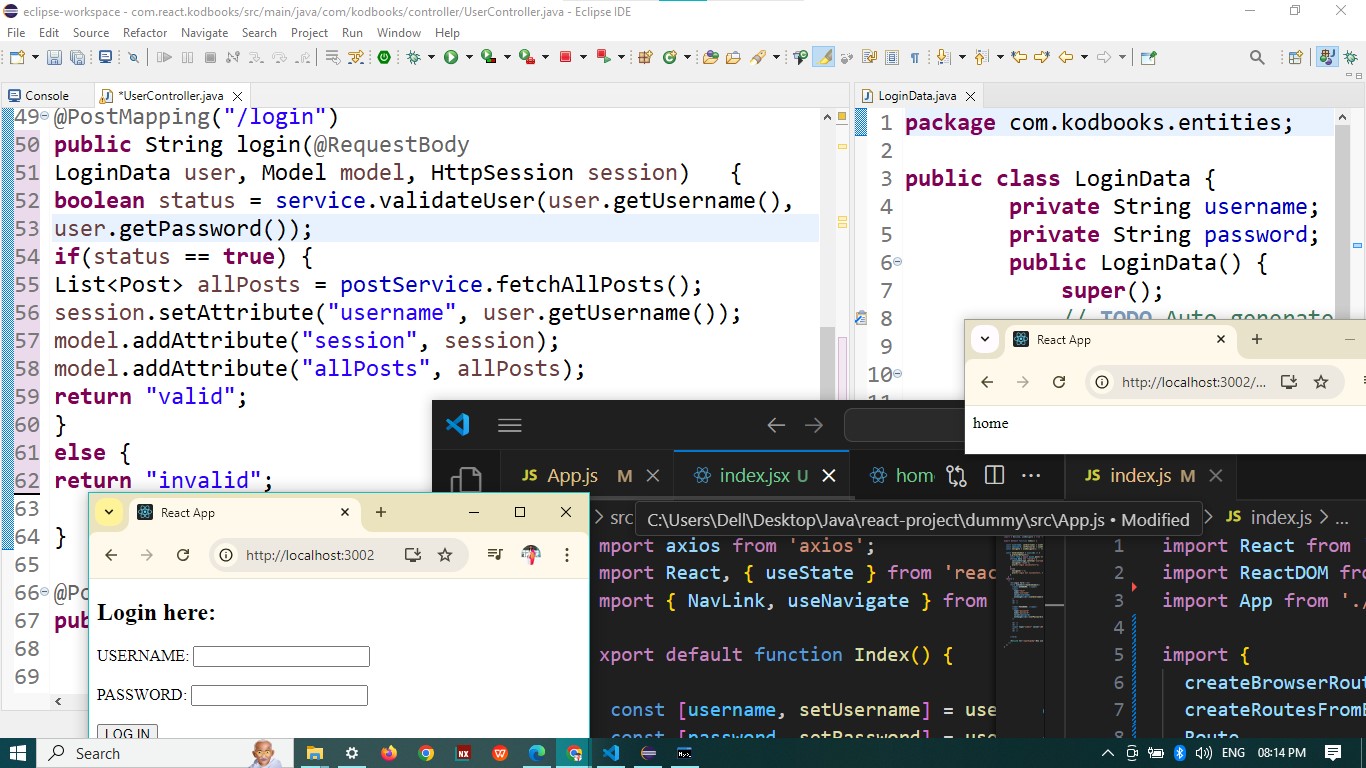 eclipse-workspace - com.react.kodbooks/src/main/java/com/kodbooks/controller/UserController.java - Eclipse IDE
File Edit Source Refactor Navigate Search Project Run Window Help
Console *UserController.java
49 @PostMapping("/login")
50 public String login(@RequestBody
51 LoginData user, Model model, HttpSession session) {
52 boolean status = service.validateUser(user.getUsername(),
53 user.getPassword());
54 if(status == true) {
55 List<Post> allPosts = postService.fetchAllPosts();
56 session.setAttribute("username", user.getUsername());
57 model.addAttribute("session", session);
58 model.addAttribute("allPosts", allPosts);
59 return "valid";
60 }
61 else {
62 return "invalid";
63
64 }
65
66 @Po
67 pub
68
69
LoginData.java
1 package com.kodbooks.entities;
2
3 public class LoginData {
4 private String username;
5 private String password;
6 public LoginData() {
7 super();
8 // TODO Auto-generate
9
10
React App
http://localhost:3002/...
home
JS App.js M
index.jsx U
hom
JS index.js M
src
C:\Users\Dell\Desktop\Java\react-project\dummy\src\App.js • Modified
JS index.js > ...
mport axios from 'axios';
mport React, { useState } from 'reac
mport { NavLink, useNavigate } from
xport default function Index() {
const [username, setUsername] = use
const [password, setPassword] = use
1 import React from
2 import ReactDOM fro
3 import App from './
4
5 import {
6 createBrowserRou
7 createRoutesFromE
8 Route
React App
http://localhost:3002
Login here:
USERNAME:
PASSWORD:
LOG IN
Search
ENG 08:14 PM